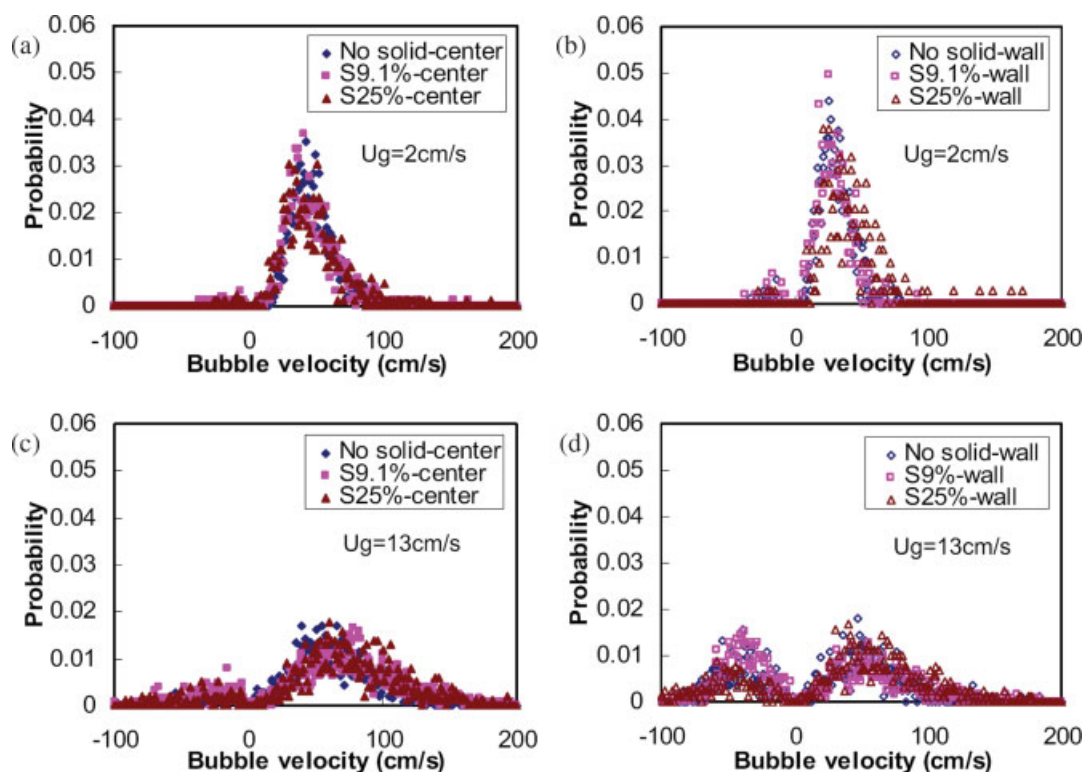 (a)
0.06
0.05
0.04
0.03
0.02
0.01
0
Probability
No solid-center
S9.1%-center
S25%-center
Ug=2cm/s
-100 0 100 200
Bubble velocity (cm/s)
(b)
0.06
0.05
0.04
0.03
0.02
0.01
0
Probability
No solid-wall
S9.1%-wall
S25%-wall
Ug=2cm/s
-100 0 100 200
Bubble velocity (cm/s)
(c)
0.06
0.05
0.04
0.03
0.02
0.01
0
Probability
No solid-center
S9.1%-center
S25%-center
Ug=13cm/s
-100 0 100 200
Bubble velocity (cm/s)
(d)
0.06
0.05
0.04
0.03
0.02
0.01
0
Probability
No solid-wall
S9%-wall
S25%-wall
Ug=13cm/s
-100 0 100 200
Bubble velocity (cm/s)